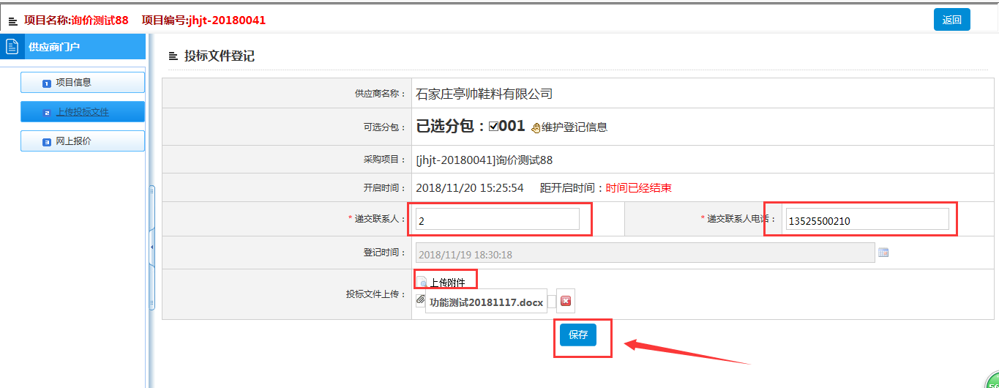 项目名称:询价测试88 项目编号:jhjt-20180041 返回
供应商门户
1 项目信息
2 上传投标文件
3 网上报价
投标文件登记
供应商名称： 石家庄亭帅鞋料有限公司
可选分包： 已选分包：001 维护登记信息
采购项目： [jhjt-20180041]询价测试88
开启时间： 2018/11/20 15:25:54 距开启时间：时间已经结束
* 递交联系人： 2 * 递交联系人电话： 13525500210
登记时间： 2018/11/19 18:30:18
投标文件上传： 上传附件
功能测试20181117.docx
保存